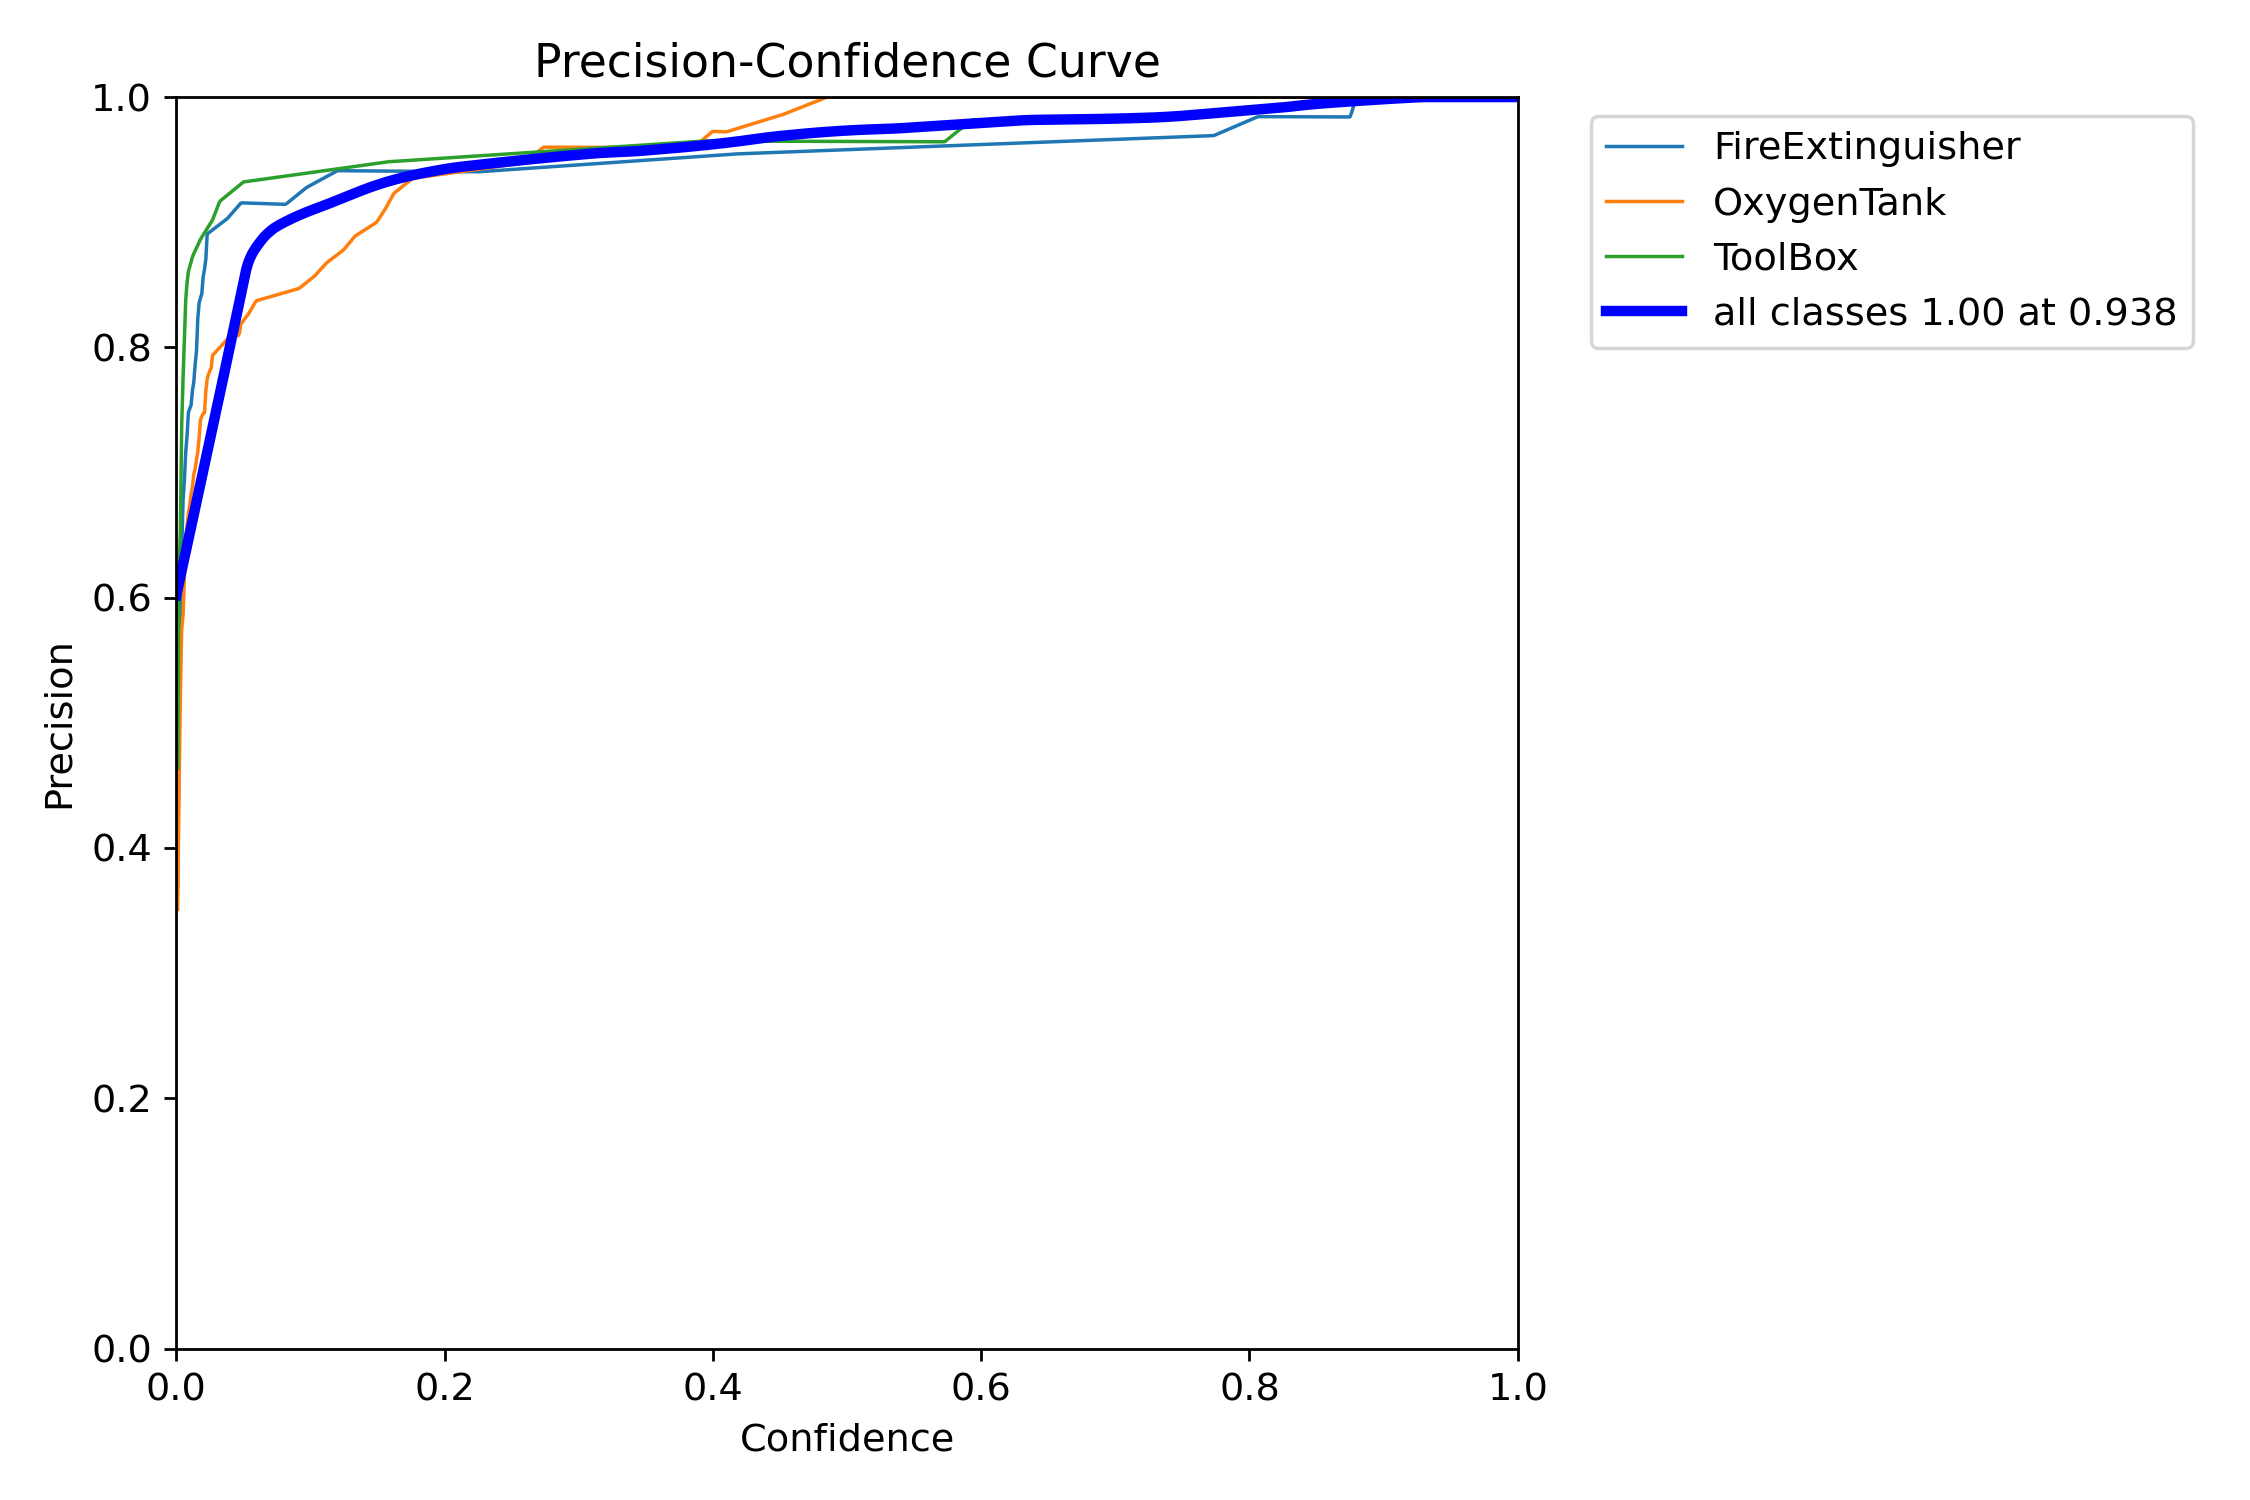 Precision-Confidence Curve
1.0
0.8
0.6
0.4
0.2
0.0
Precision
0.0 0.2 0.4 0.6 0.8 1.0
Confidence
FireExtinguisher
OxygenTank
ToolBox
all classes 1.00 at 0.938